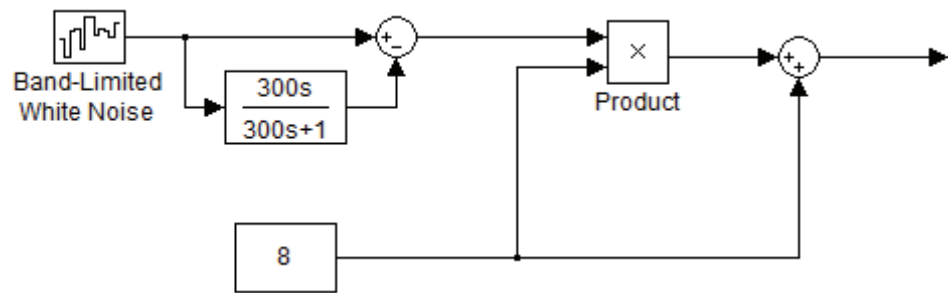 Band-Limited
White Noise
300s
300s+1
+
−
×
Product
+
+
8